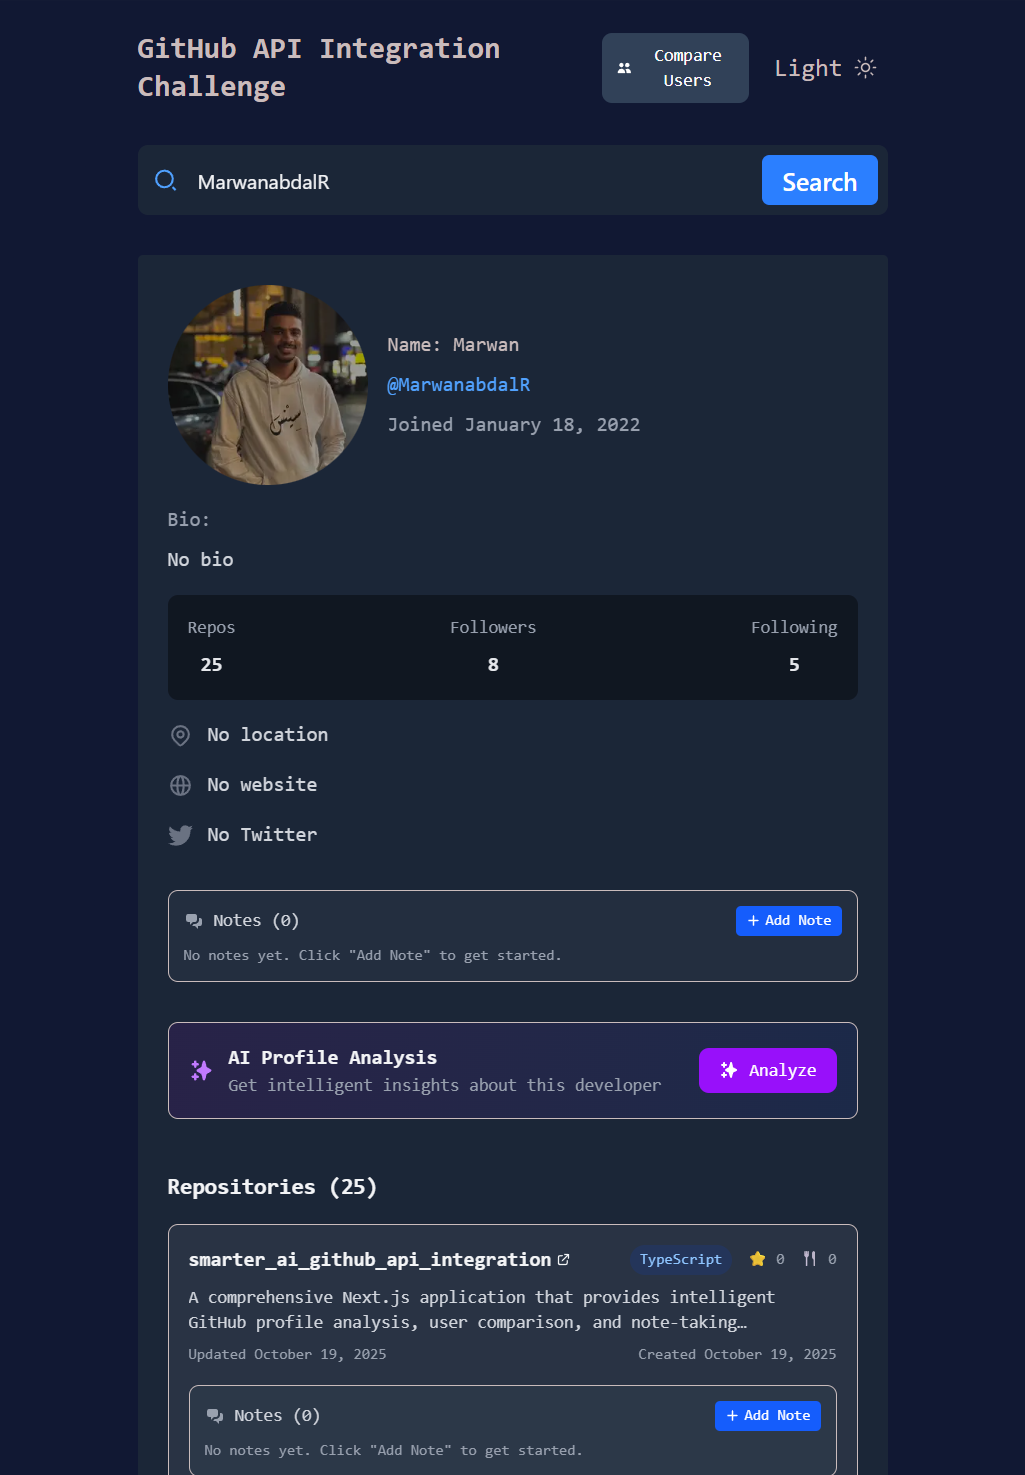 GitHub API Integration
Challenge
Compare
Users
Light
MarwanabdalR
Search
Name: Marwan
@MarwanabdalR
Joined January 18, 2022
Bio:
No bio
Repos Followers Following
25 8 5
No location
No website
No Twitter
Notes (0)
+ Add Note
No notes yet. Click "Add Note" to get started.
AI Profile Analysis
Get intelligent insights about this developer
Analyze
Repositories (25)
smarter_ai_github_api_integration TypeScript 0 0
A comprehensive Next.js application that provides intelligent
GitHub profile analysis, user comparison, and note-taking…
Updated October 19, 2025 Created October 19, 2025
Notes (0)
+ Add Note
No notes yet. Click "Add Note" to get started.